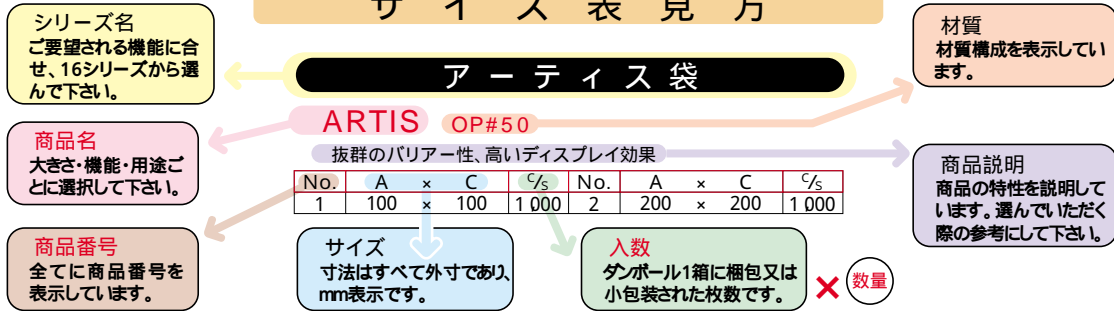 サイズ表見方
シリーズ名
ご要望される機能に合
せ、16シリーズから選
んで下さい。
材質
材質構成を表示してい
ます。
アーティス袋
ARTIS OP#50
抜群のバリアー性、高いディスプレイ効果
商品名
大きさ・機能・用途ご
とに選択して下さい。
商品説明
商品の特性を説明して
います。選んでいただく
際の参考にして下さい。
No. A × C C/S No. A × C C/S
1 100 × 100 1,000 2 200 × 200 1,000
商品番号
全てに商品番号を
表示しています。
サイズ
寸法はすべて外寸であり、
mm表示です。
入数
ダンボール1箱に梱包又は
小包装された枚数です。
× 数量